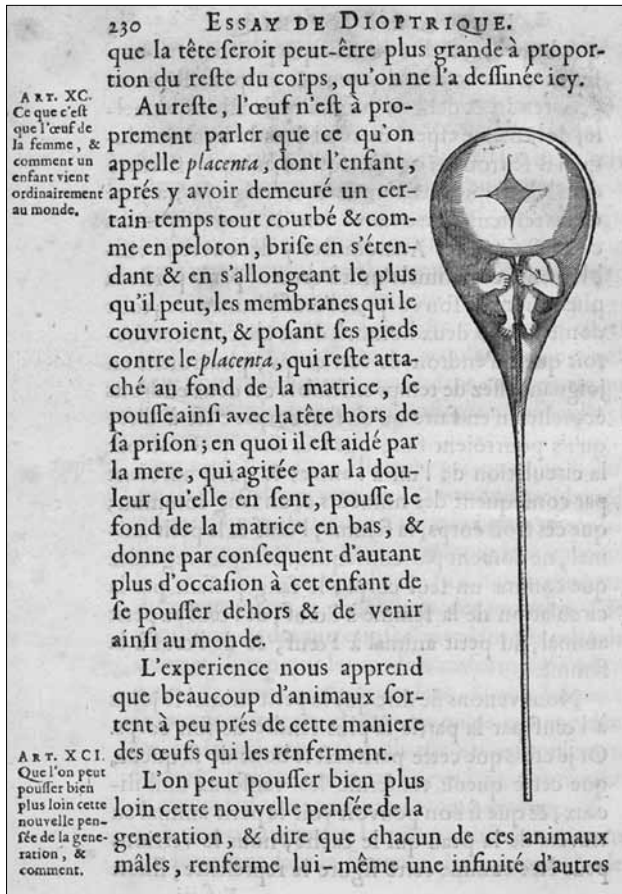 230 ESSAY DE DIOPTRIQUE.
que la tête ſeroit peut-être plus grande à propor-
tion du reſte du corps, qu'on ne l'a deſſinée icy.
ART. XC.
Ce que c'eſt
que l'œuf de
la femme, &
comment un
enfant vient
ordinairement
au monde.
Au reſte, l'œuf n'eſt à pro-
prement parler que ce qu'on
appelle placenta, dont l'enfant,
aprés y avoir demeuré un cer-
tain temps tout courbé & com-
me en peloton, briſe en s'éten-
dant & en s'allongeant le plus
qu'il peut, les membranes qui le
couvroient, & poſant ſes pieds
contre le placenta, qui reſte atta-
ché au fond de la matrice, ſe
pouſſe ainſi avec la tête hors de
ſa priſon; en quoi il eſt aidé par
la mere, qui agitée par la dou-
leur qu'elle en ſent, pouſſe le
fond de la matrice en bas, &
donne par conſequent d'autant
plus d'occaſion à cet enfant de
ſe pouſſer dehors & de venir
ainſi au monde.
L'experience nous apprend
que beaucoup d'animaux ſor-
tent à peu prés de cette maniere
des œufs qui les renferment.
ART. XCI.
Que l'on peut
pouſſer bien
plus loin cette
nouvelle pen-
ſée de la gene-
ration, &
comment.
L'on peut pouſſer bien plus
loin cette nouvelle penſée de la
generation, & dire que chacun de ces animaux
mâles, renferme lui-même une infinité d'autres